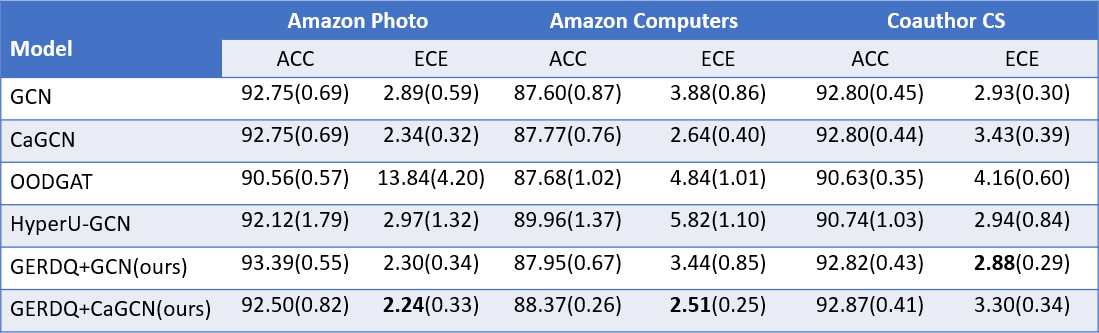 Model Amazon Photo Amazon Computers Coauthor CS
ACC ECE ACC ECE ACC ECE
GCN 92.75(0.69) 2.89(0.59) 87.60(0.87) 3.88(0.86) 92.80(0.45) 2.93(0.30)
CaGCN 92.75(0.69) 2.34(0.32) 87.77(0.76) 2.64(0.40) 92.80(0.44) 3.43(0.39)
OODGAT 90.56(0.57) 13.84(4.20) 87.68(1.02) 4.84(1.01) 90.63(0.35) 4.16(0.60)
HyperU-GCN 92.12(1.79) 2.97(1.32) 89.96(1.37) 5.82(1.10) 90.74(1.03) 2.94(0.84)
GERDQ+GCN(ours) 93.39(0.55) 2.30(0.34) 87.95(0.67) 3.44(0.85) 92.82(0.43) 2.88(0.29)
GERDQ+CaGCN(ours) 92.50(0.82) 2.24(0.33) 88.37(0.26) 2.51(0.25) 92.87(0.41) 3.30(0.34)